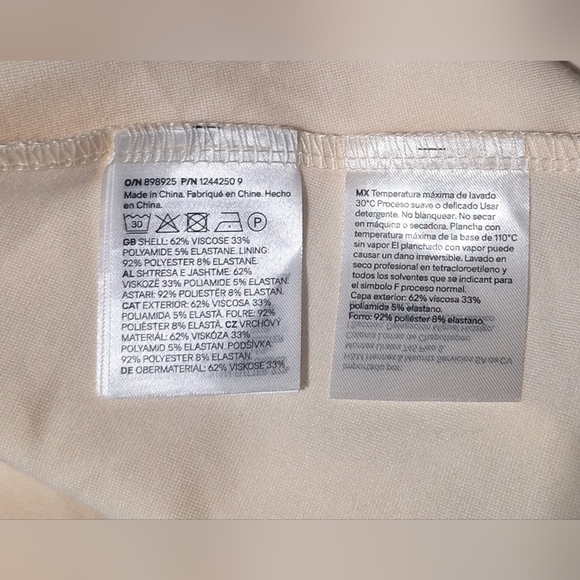 O/N 898925 P/N 1244250 9
Made in China. Fabriqué en Chine. Hecho
en China.
30
P
GB SHELL: 62% VISCOSE 33%
POLYAMIDE 5% ELASTANE. LINING:
92% POLYESTER 8% ELASTANE.
AL SHTRESA E JASHTME: 62%
VISKOZË 33% POLIAMIDE 5% ELASTAN.
ASTARI: 92% POLIESTËR 8% ELASTAN.
CAT EXTERIOR: 62% VISCOSA 33%
POLIAMIDA 5% ELASTÀ. FOLRE: 92%
POLIÈSTER 8% ELASTÀ. CZ VRCHOVÝ
MATERIÁL: 62% VISKÓZA 33%
POLYAMID 5% ELASTAN. PODŠÍVKA:
92% POLYESTER 8% ELASTAN.
DE OBERMATERIAL: 62% VISKOSE 33%
MX Temperatura máxima de lavado
30°C Proceso suave o delicado Usar
detergente. No blanquear. No secar
en máquina o secadora. Plancha con
temperatura máxima de la base de 110°C
sin vapor El planchado con vapor puede
causar un dano irreversible. Lavado en
seco profesional en tetracloroetileno y
todos los solventes que se indican para
el simbolo F proceso normal.
Capa exterior: 62% viscosa 33%
poliamida 5% elastano.
Forro: 92% poliéster 8% elastano.